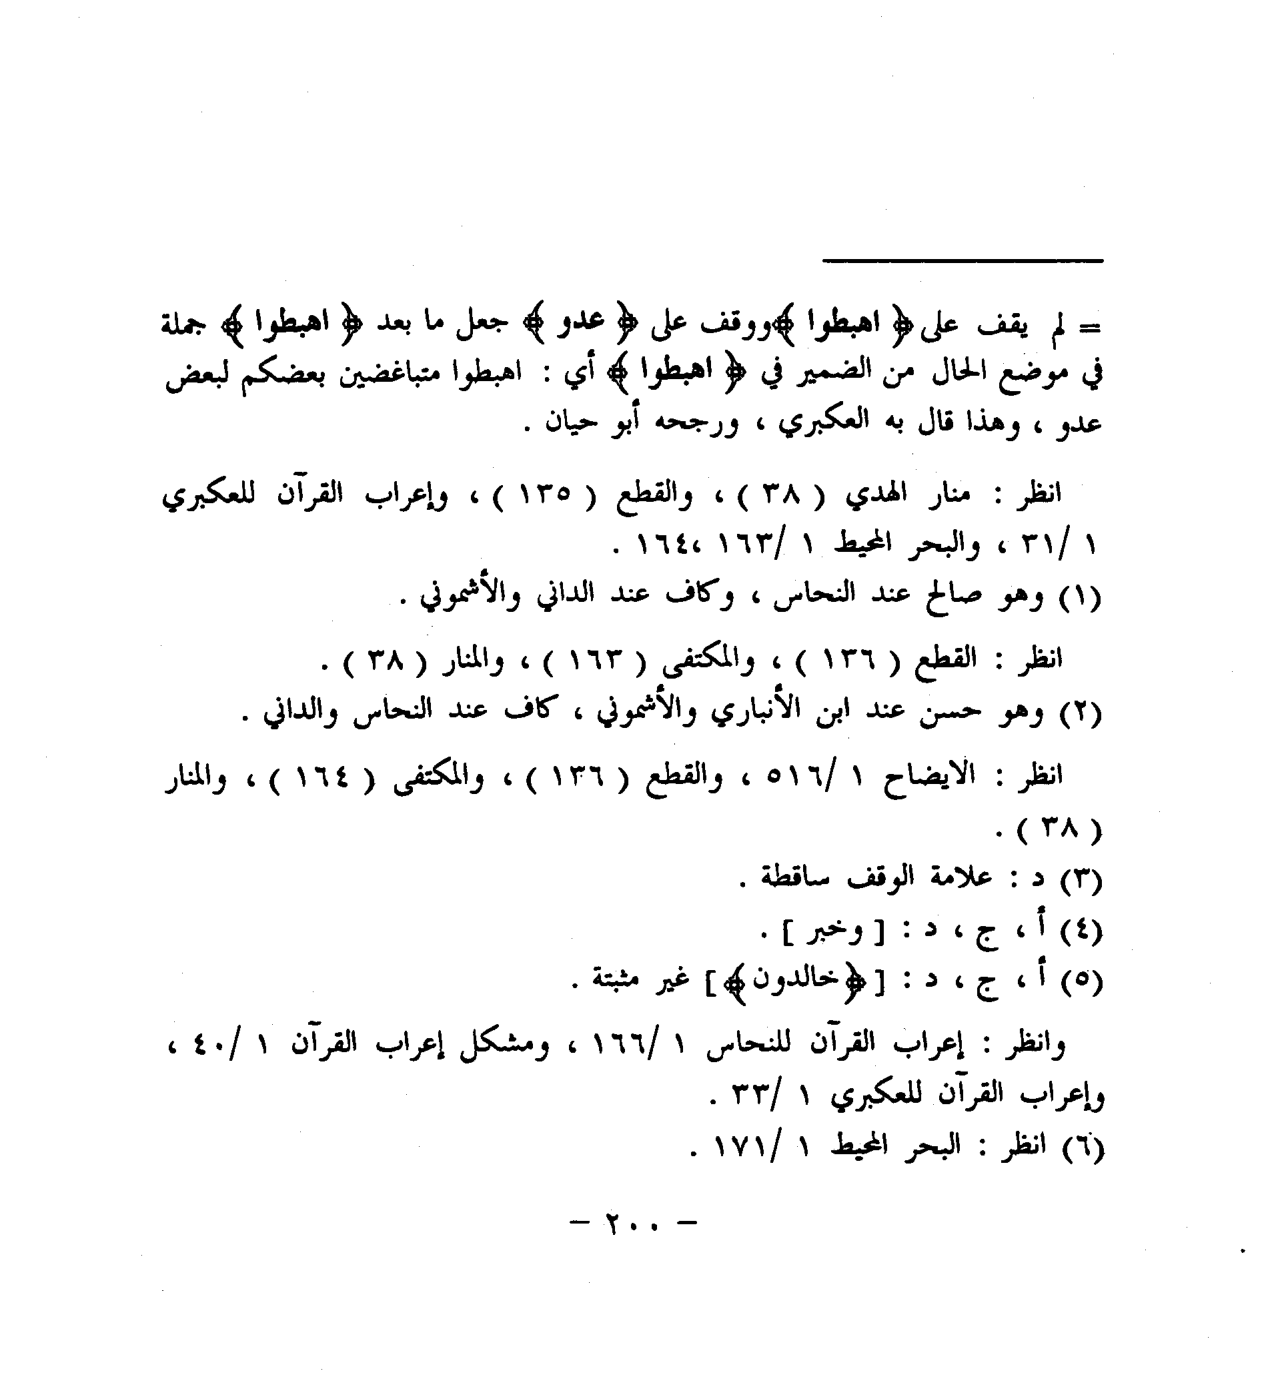 = لم يقف على ﴿ اهبطوا ﴾ ووقف على ﴿ عدو ﴾ جعل ما بعد ﴿ اهبطوا ﴾ جملة
في موضع الحال من الضمير في ﴿ اهبطوا ﴾ أي : اهبطوا متباغضين بعضكم لبعض
عدو ، وهذا قال به العكبري ، ورجحه أبو حيان .
انظر : منار الهدي ( ٣٨ ) ، والقطع ( ١٣٥ ) ، وإعراب القرآن للعكبري
١ /٣١ ، والبحر المحيط ١ /١٦٣ ،١٦٤ .
(١) وهو صالح عند النحاس ، وكاف عند الداني والأشموني .
انظر : القطع ( ١٣٦ ) ، والمكتفى ( ١٦٣ ) ، والمنار ( ٣٨ ) .
(٢) وهو حسن عند ابن الأنباري والأشموني ، كاف عند النحاس والداني .
انظر : الايضاح ١ /٥١٦ ، والقطع ( ١٣٦ ) ، والمكتفى ( ١٦٤ ) ، والمنار
( ٣٨ ) .
(٣) د : علامة الوقف ساقطة .
(٤) أ ، ج ، د : [ وخبر ] .
(٥) أ ، ج ، د : [ ﴿خالدون﴾ ] غير مثبتة .
وانظر : إعراب القرآن للنحاس ١ /١٦٦ ، ومشكل إعراب القرآن ١ /٤٠ ،
وإعراب القرآن للعكبري ١ /٣٣ .
(٦) انظر : البحر المحيط ١ /١٧١ .
– ٢٠٠ –